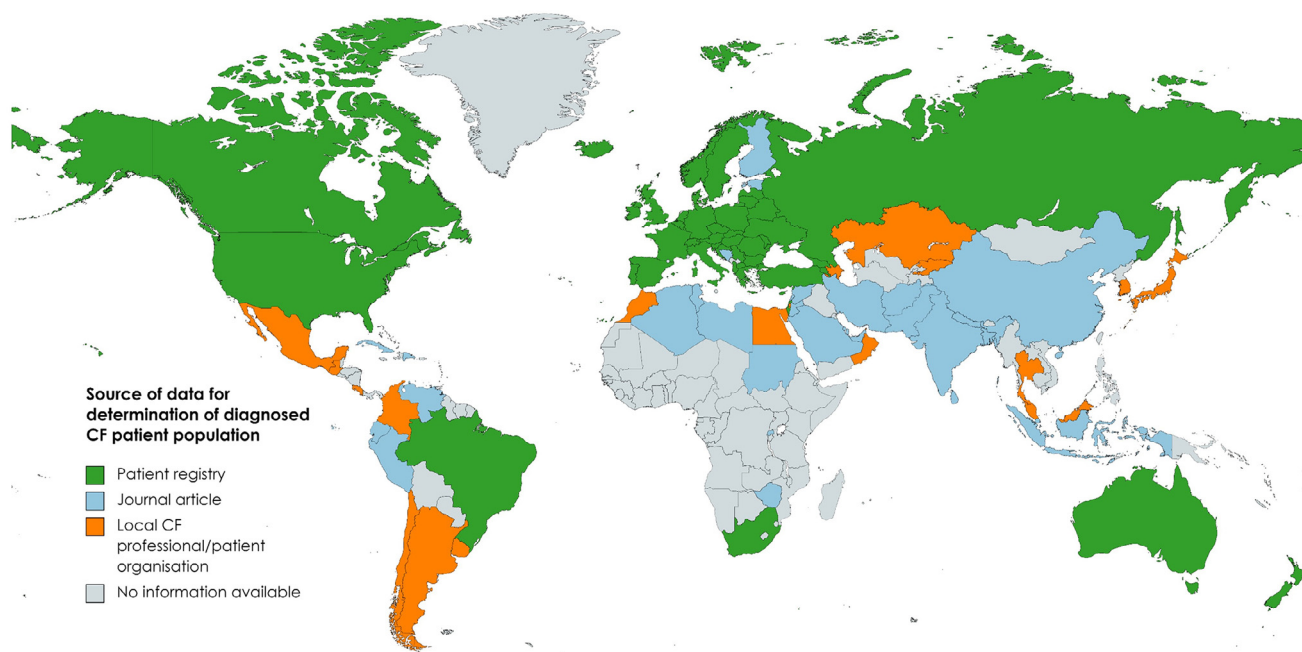 Source of data for
determination of diagnosed
CF patient population
Patient registry
Journal article
Local CF
professional/patient
organisation
No information available